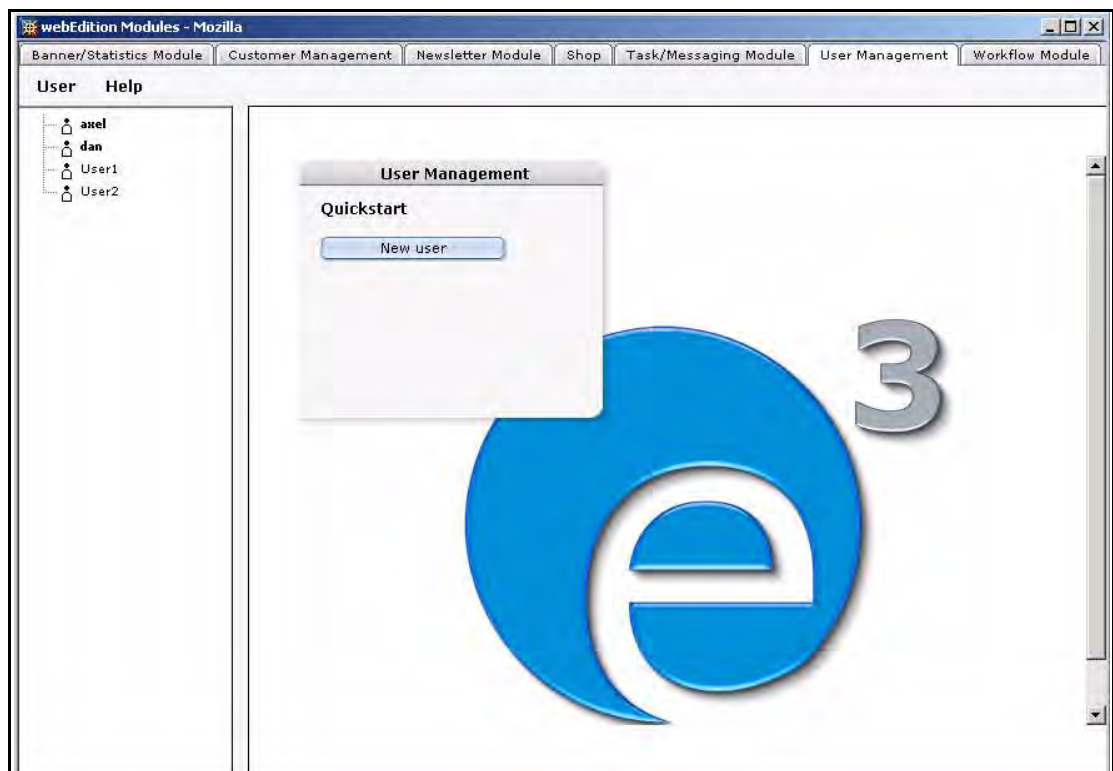 webEdition Modules - Mozilla
Banner/Statistics Module Customer Management Newsletter Module Shop Task/Messaging Module User Management Workflow Module
User Help
axel
dan
User1
User2
User Management
Quickstart
New user
e 3